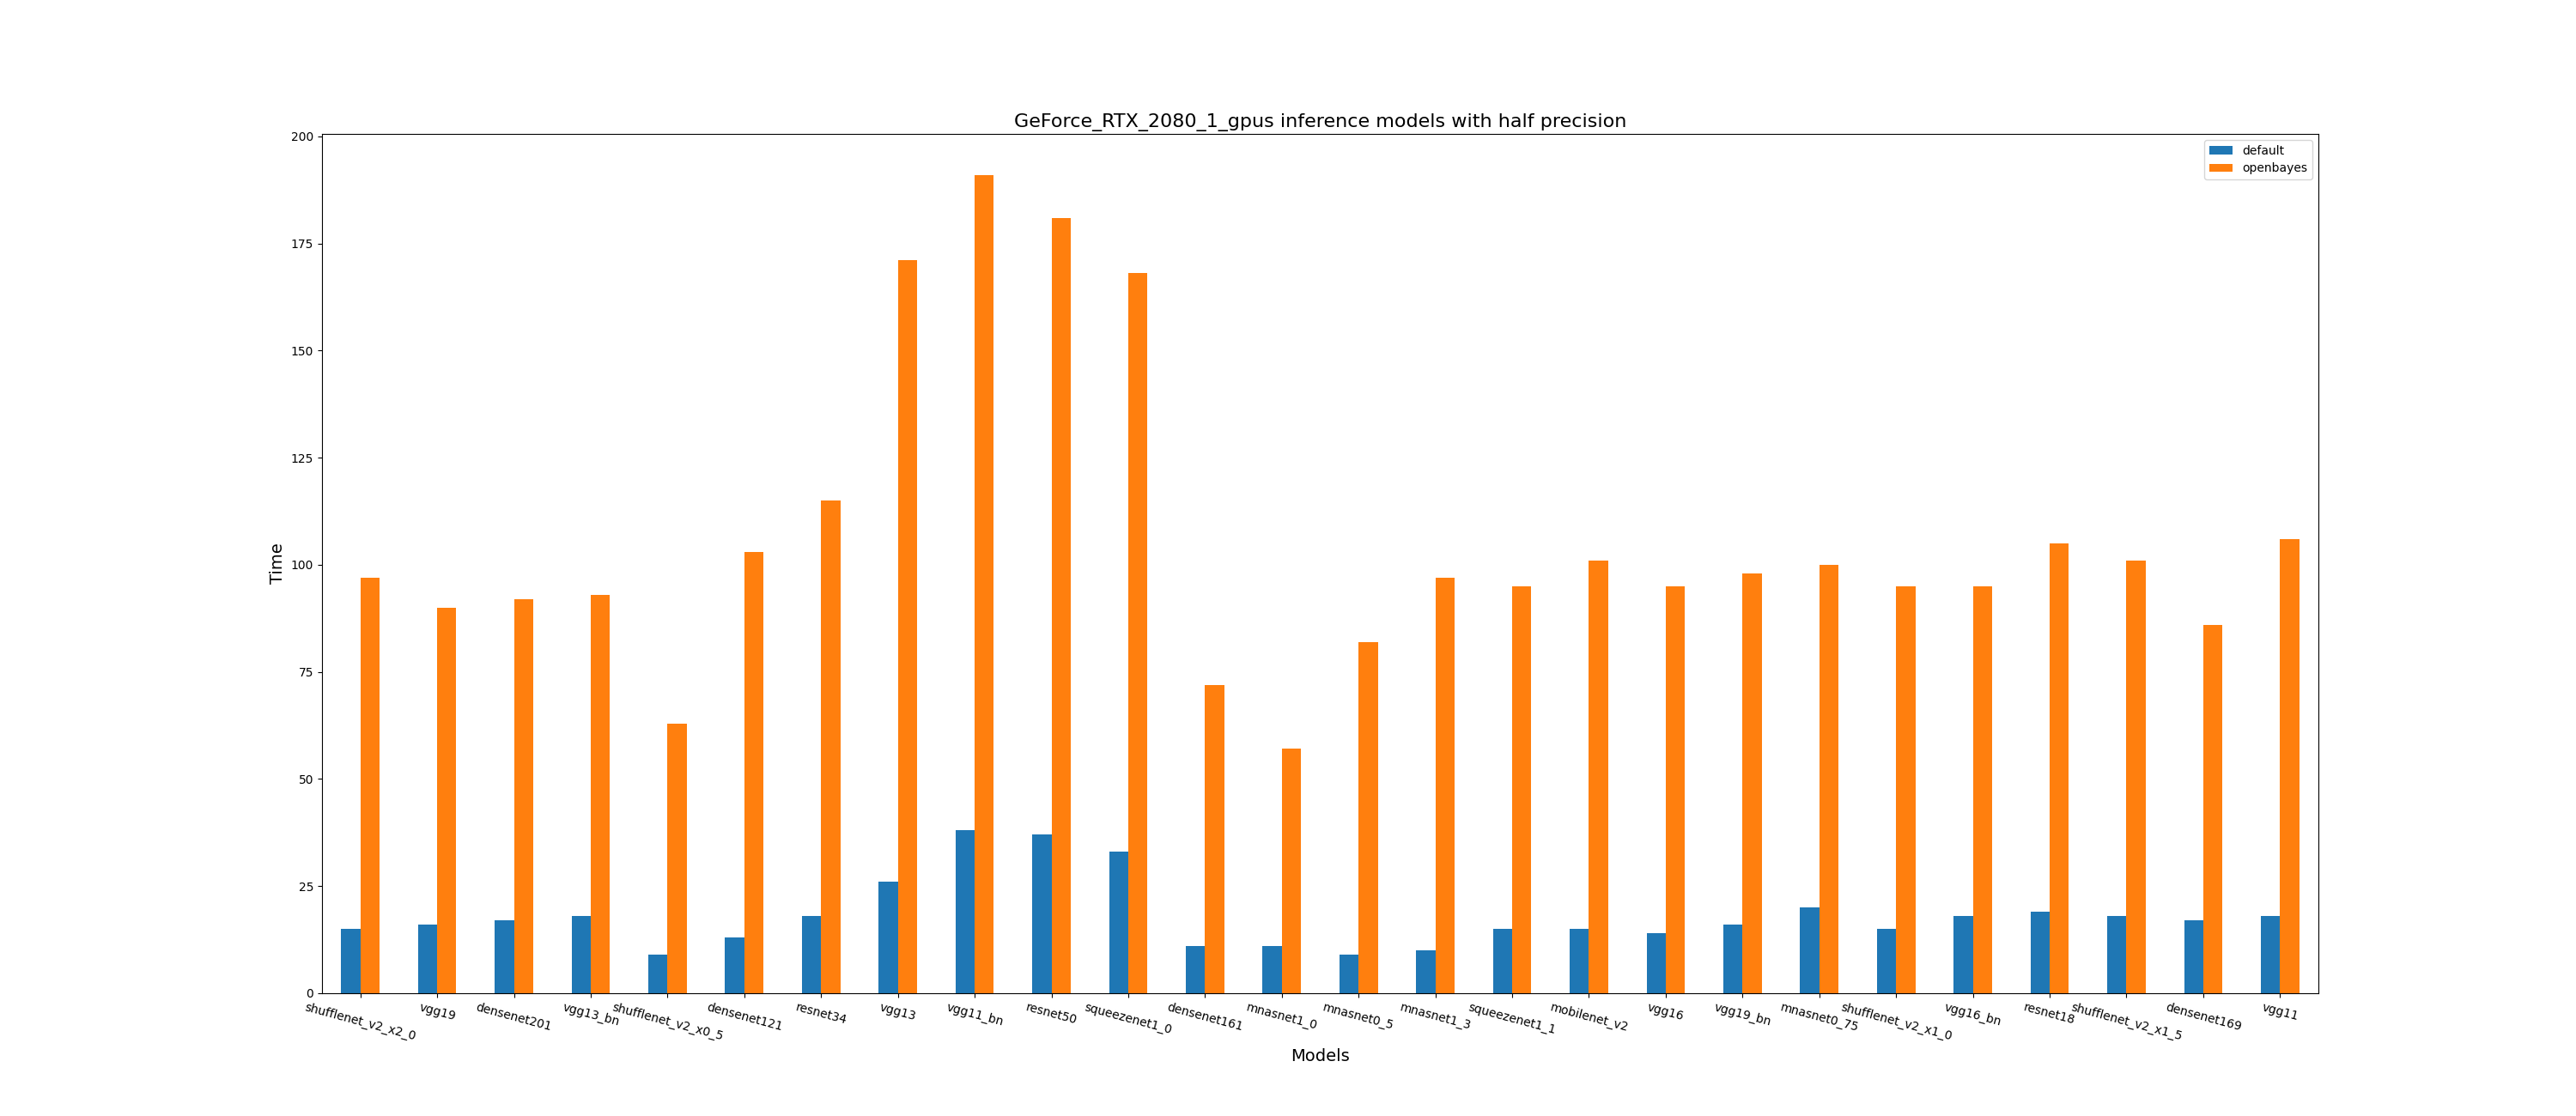 GeForce_RTX_2080_1_gpus inference models with half precision
default
openbayes
Time
200
175
150
125
100
75
50
25
0
shufflenet_v2_x2_0
vgg19
densenet201
vgg13_bn
shufflenet_v2_x0_5
densenet121
resnet34
vgg13
vgg11_bn
resnet50
squeezenet1_0
densenet161
mnasnet1_0
mnasnet0_5
mnasnet1_3
squeezenet1_1
mobilenet_v2
vgg16
vgg19_bn
mnasnet0_75
shufflenet_v2_x1_0
vgg16_bn
resnet18
shufflenet_v2_x1_5
densenet169
vgg11
Models